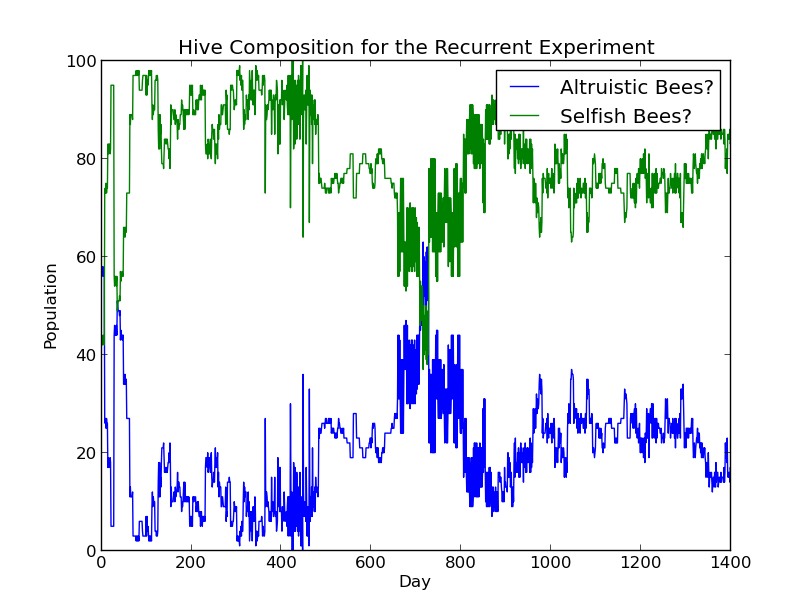 Hive Composition for the Recurrent Experiment
100
80
60
40
20
0
Population
Altruistic Bees?
Selfish Bees?
0 200 400 600 800 1000 1200 1400
Day